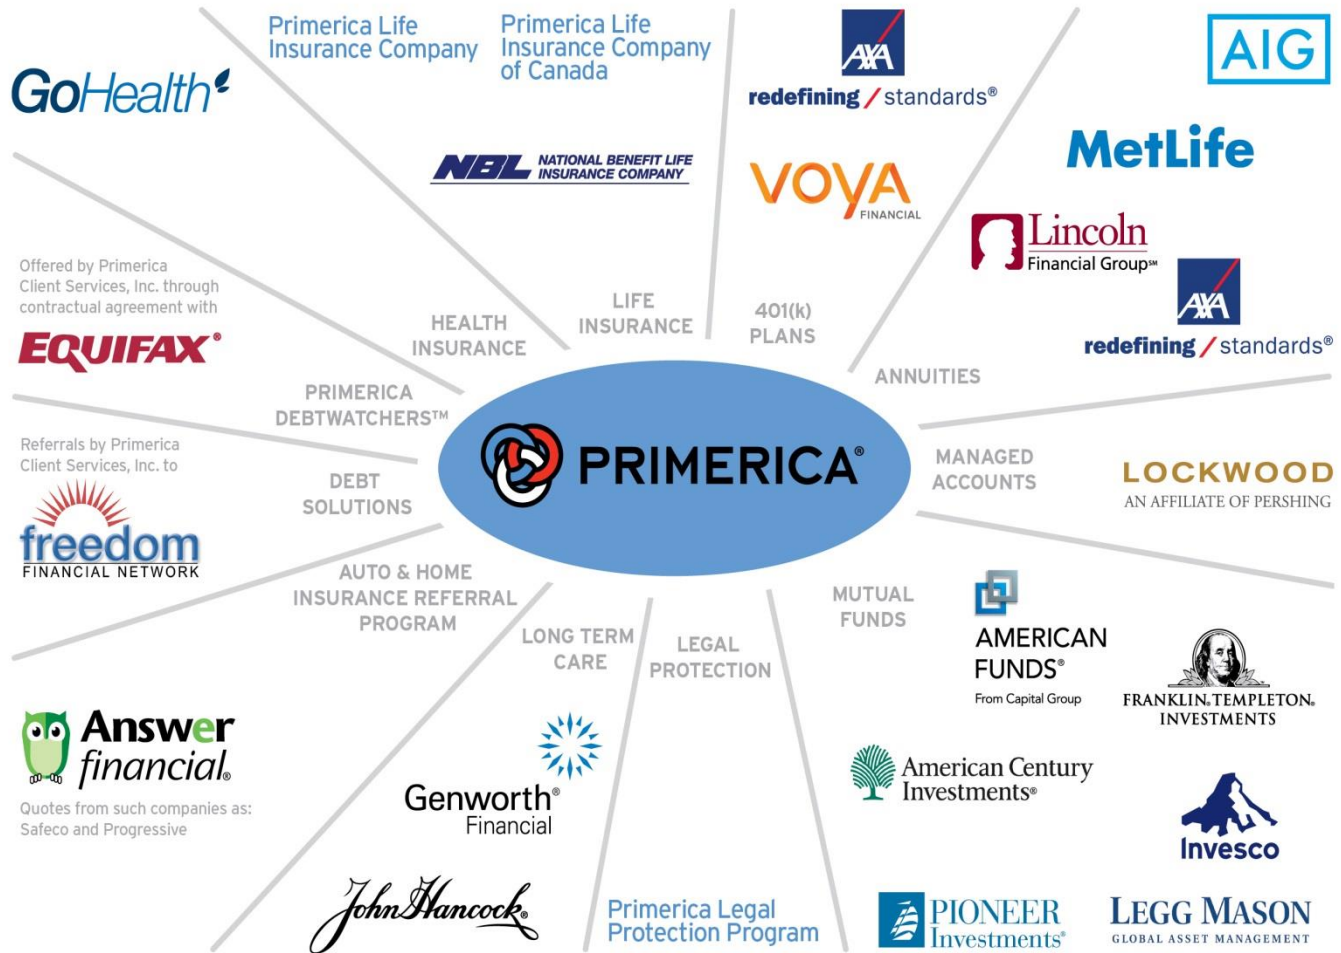 GoHealth
Primerica Life
Insurance Company
Primerica Life
Insurance Company
of Canada
NBL NATIONAL BENEFIT LIFE
INSURANCE COMPANY
AXA
redefining / standards®
VOYA
FINANCIAL
AIG
MetLife
Lincoln
Financial Group℠
AXA
redefining / standards®
Offered by Primerica
Client Services, Inc. through
contractual agreement with
EQUIFAX®
HEALTH
INSURANCE
LIFE
INSURANCE
401(k)
PLANS
ANNUITIES
PRIMERICA
DEBTWATCHERS™
Referrals by Primerica
Client Services, Inc. to
freedom
FINANCIAL NETWORK
DEBT
SOLUTIONS
PRIMERICA®
MANAGED
ACCOUNTS
LOCKWOOD
AN AFFILIATE OF PERSHING
AUTO & HOME
INSURANCE REFERRAL
PROGRAM
LONG TERM
CARE
LEGAL
PROTECTION
MUTUAL
FUNDS
AMERICAN
FUNDS®
From Capital Group
FRANKLIN® TEMPLETON®
INVESTMENTS
Answer
financial®
Quotes from such companies as:
Safeco and Progressive
Genworth®
Financial
American Century
Investments®
Invesco
John Hancock®
Primerica Legal
Protection Program
PIONEER
Investments®
LEGG MASON
GLOBAL ASSET MANAGEMENT